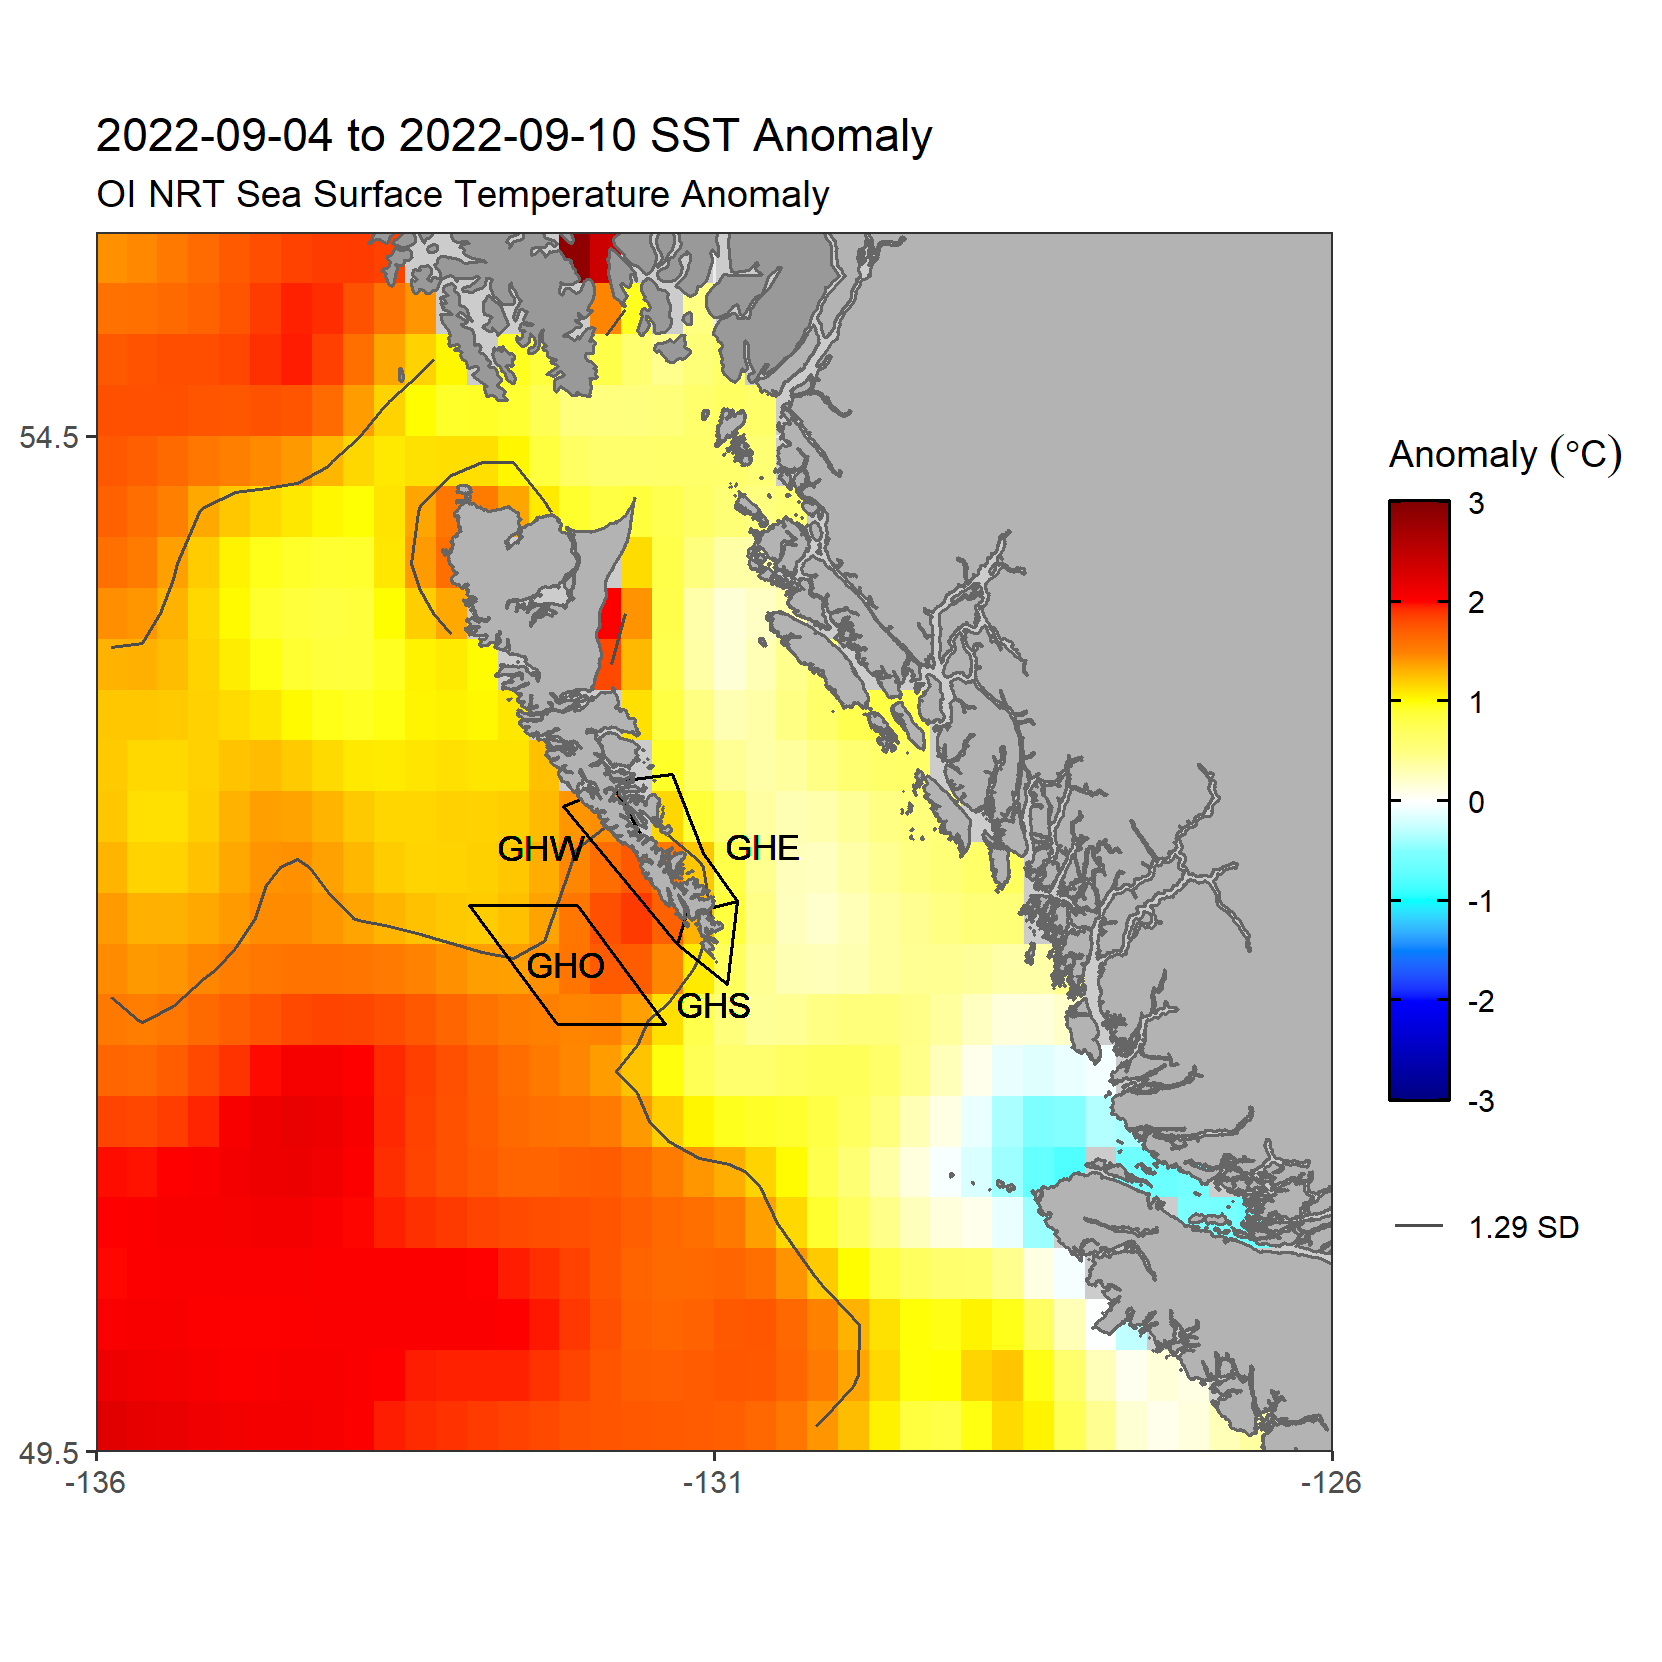 2022-09-04 to 2022-09-10 SST Anomaly
OI NRT Sea Surface Temperature Anomaly
54.5
49.5
-136
-131
-126
GHW
GHE
GHO
GHS
Anomaly (°C)
3
2
1
0
-1
-2
-3
1.29 SD